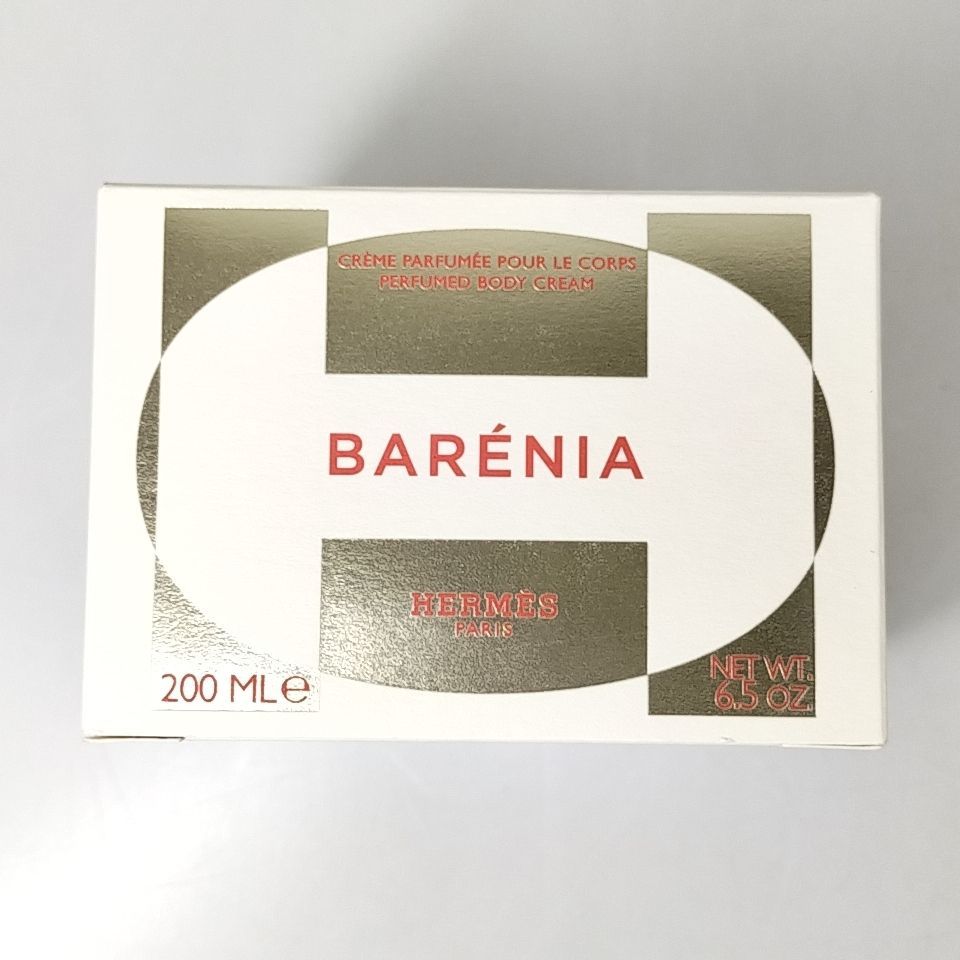 CRÈME PARFUMÉE POUR LE CORPS
PERFUMED BODY CREAM
BARÉNIA
HERMÈS
PARIS
200 ML℮
NET WT.
6.5 OZ.